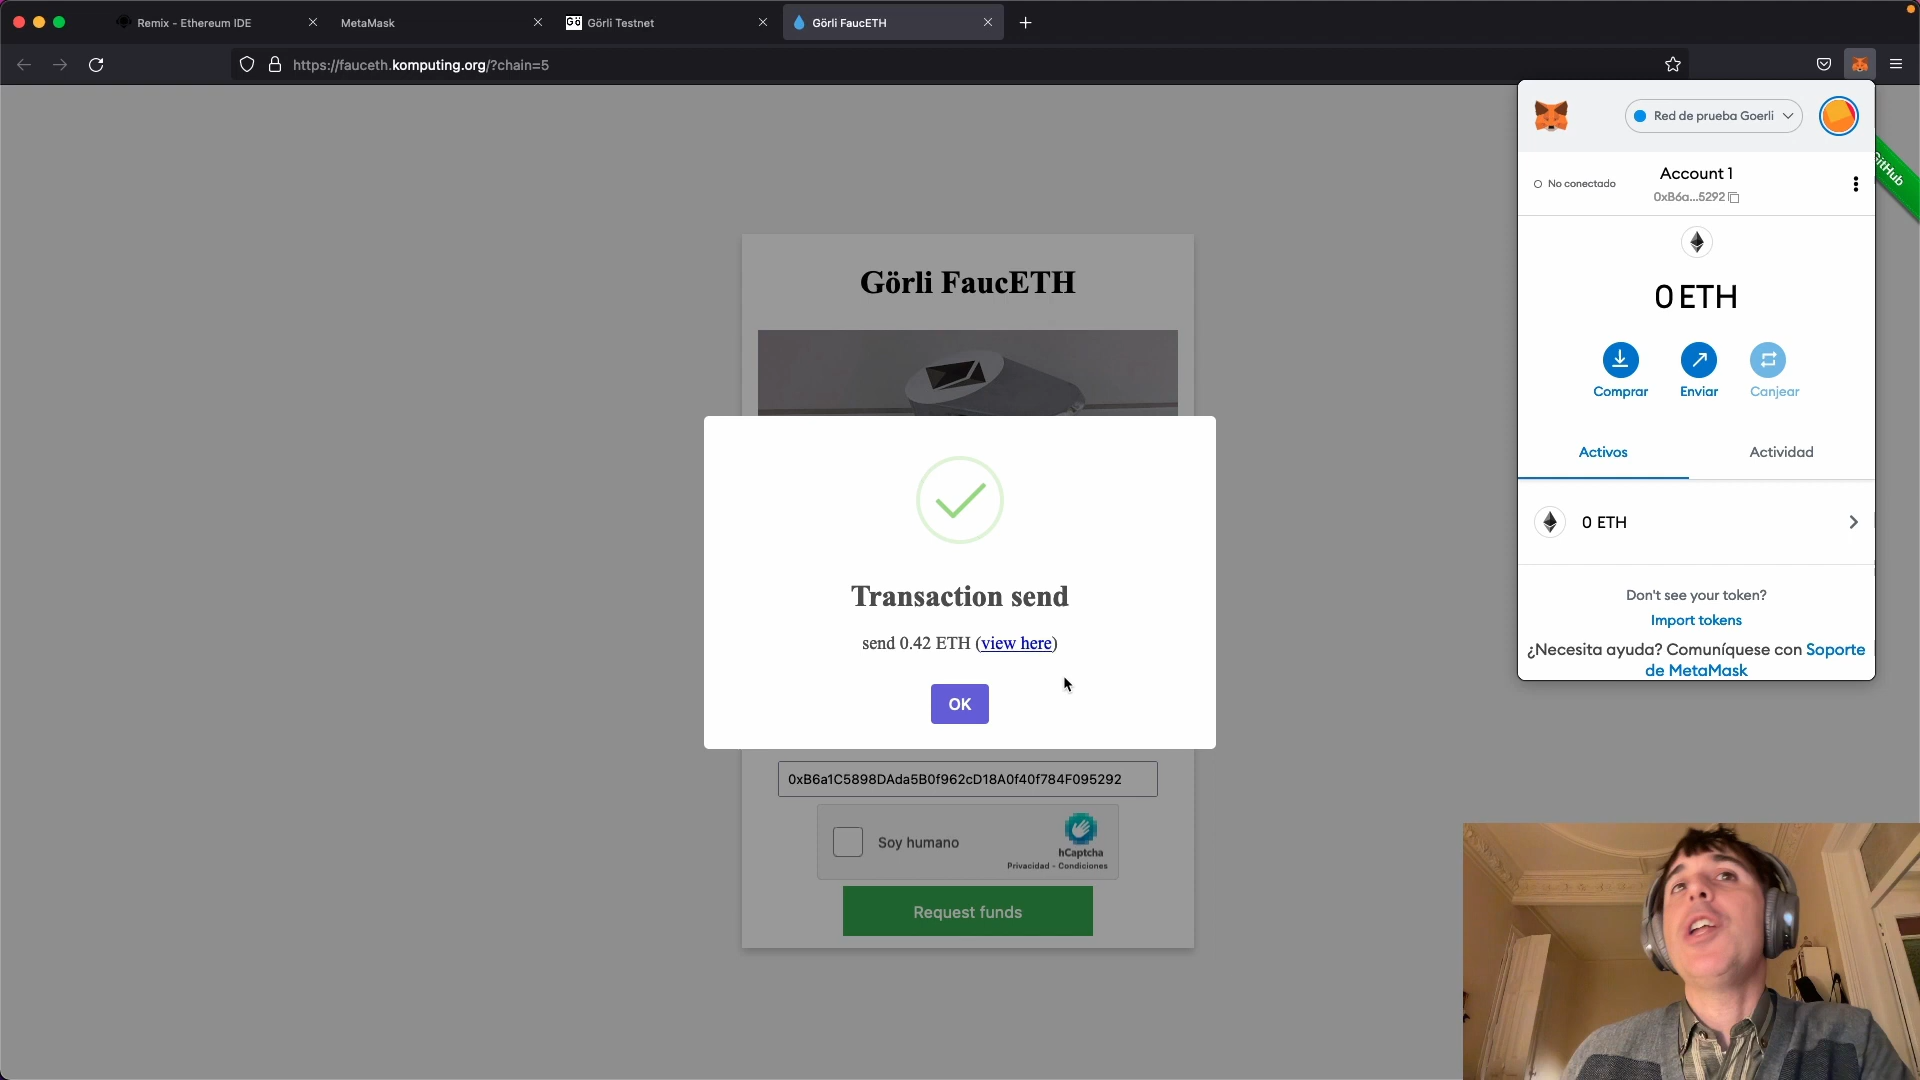 Remix - Ethereum IDE
MetaMask
Gö Görli Testnet
Görli FaucETH
https://fauceth.komputing.org/?chain=5
Red de prueba Goerli
No conectado
Account 1
0xB6a...5292
GitHub
0 ETH
Comprar
Enviar
Canjear
Activos
Actividad
0 ETH
Don't see your token?
Import tokens
¿Necesita ayuda? Comuníquese con Soporte
de MetaMask
Görli FaucETH
Transaction send
send 0.42 ETH (view here)
OK
0xB6a1C5898DAda5B0f962cD18A0f40f784F095292
Soy humano
hCaptcha
Privacidad - Condiciones
Request funds